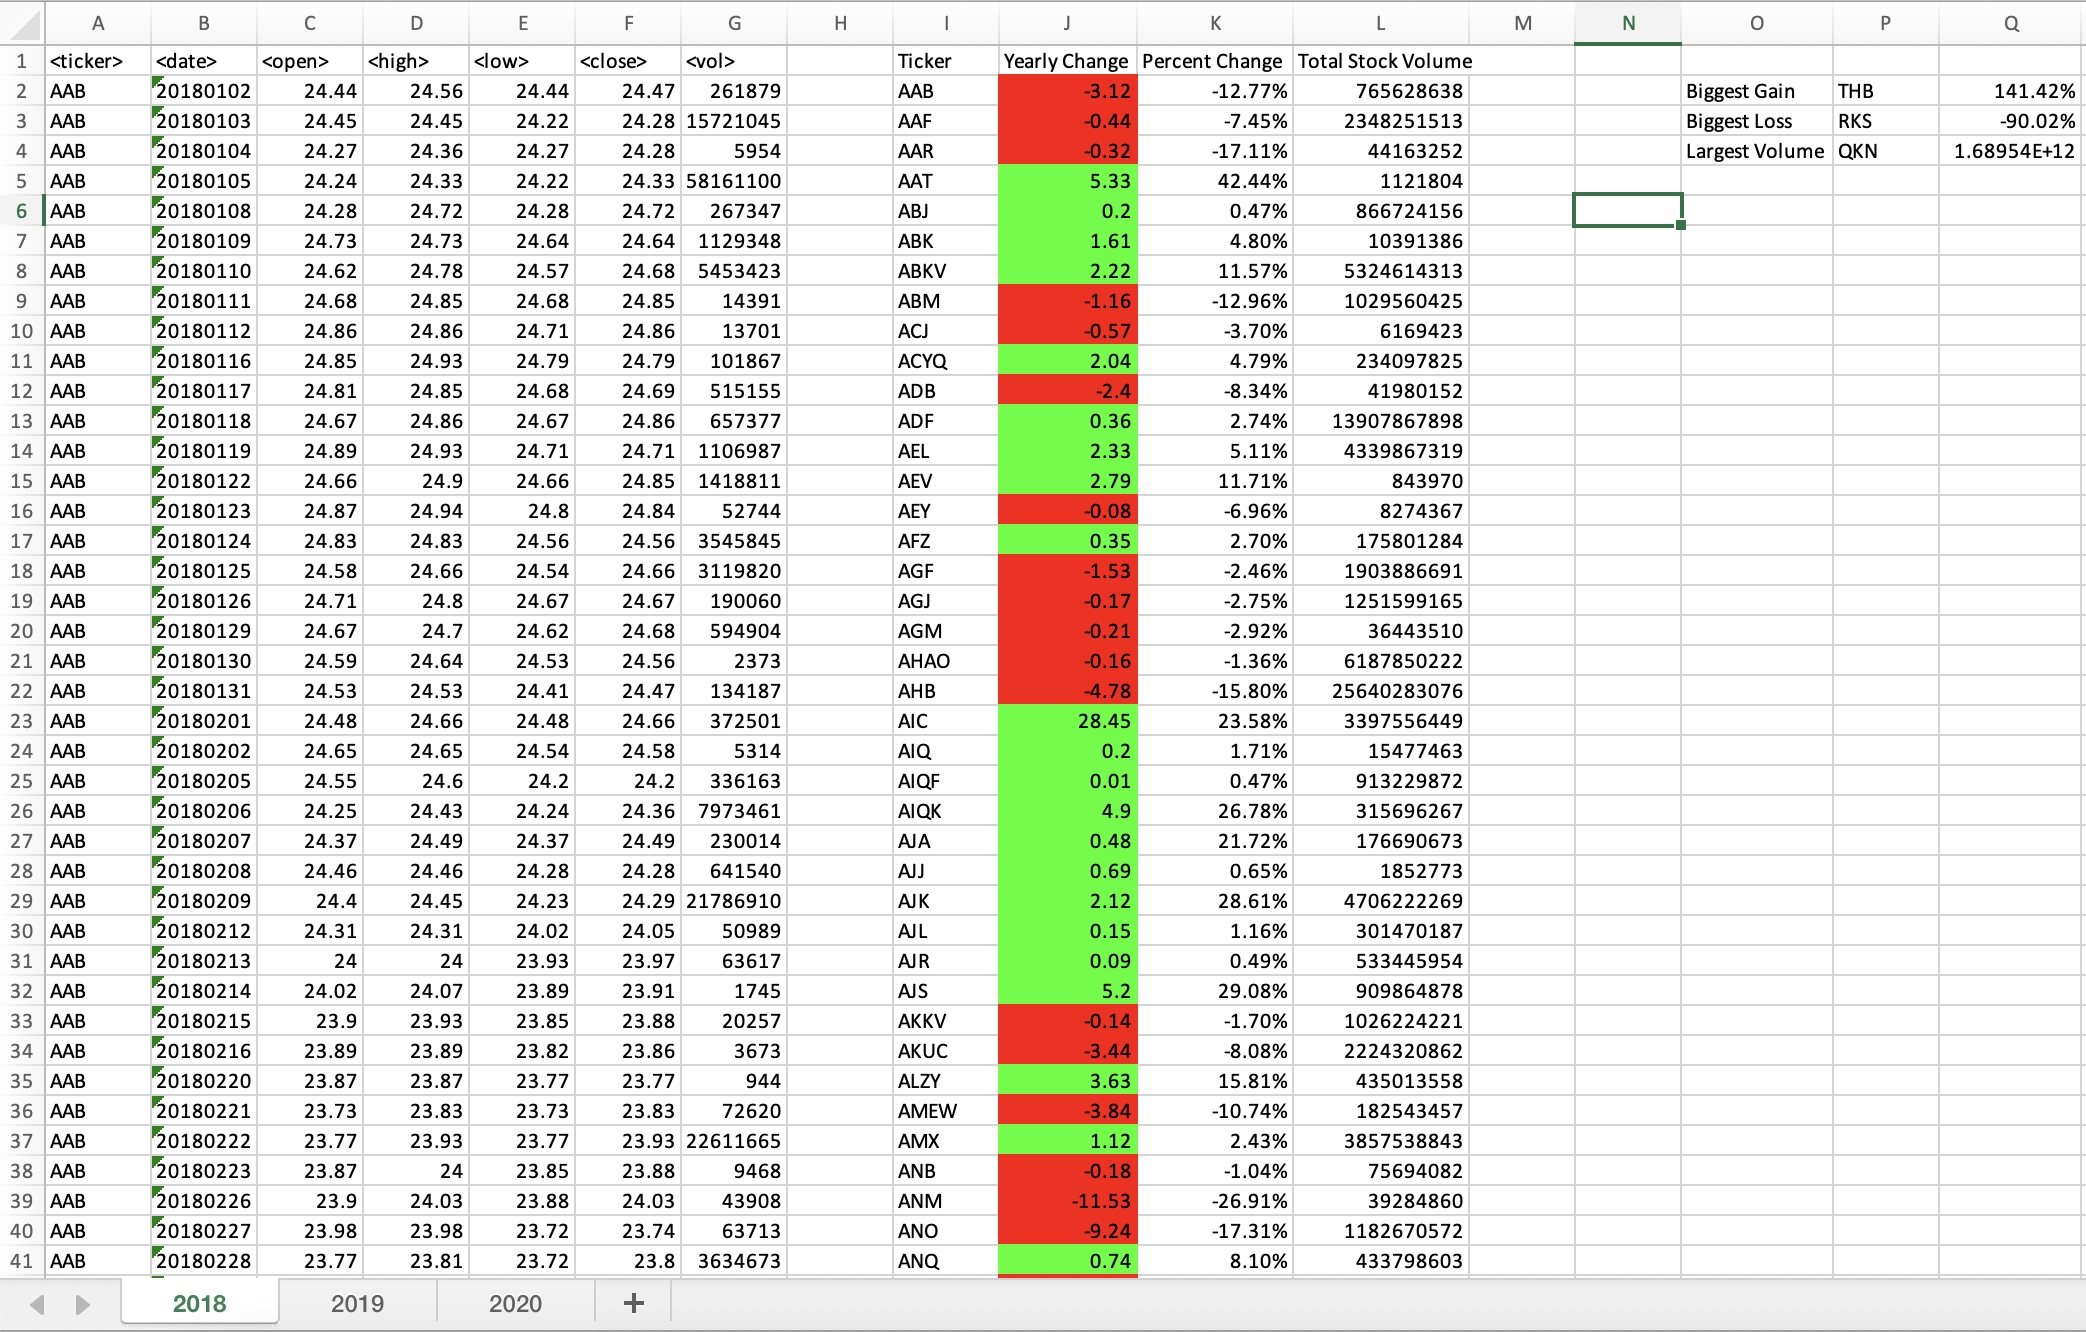 A B C D E F G H I J K L M N O P Q
1 <ticker> <date> <open> <high> <low> <close> <vol> Ticker Yearly Change Percent Change Total Stock Volume
2 AAB 20180102 24.44 24.56 24.44 24.47 261879 AAB -3.12 -12.77% 765628638 Biggest Gain THB 141.42%
3 AAB 20180103 24.45 24.45 24.22 24.28 15721045 AAF -0.44 -7.45% 2348251513 Biggest Loss RKS -90.02%
4 AAB 20180104 24.27 24.36 24.27 24.28 5954 AAR -0.32 -17.11% 44163252 Largest Volume QKN 1.68954E+12
5 AAB 20180105 24.24 24.33 24.22 24.33 58161100 AAT 5.33 42.44% 1121804
6 AAB 20180108 24.28 24.72 24.28 24.72 267347 ABJ 0.2 0.47% 866724156
7 AAB 20180109 24.73 24.73 24.64 24.64 1129348 ABK 1.61 4.80% 10391386
8 AAB 20180110 24.62 24.78 24.57 24.68 5453423 ABKV 2.22 11.57% 5324614313
9 AAB 20180111 24.68 24.85 24.68 24.85 14391 ABM -1.16 -12.96% 1029560425
10 AAB 20180112 24.86 24.86 24.71 24.86 13701 ACJ -0.57 -3.70% 6169423
11 AAB 20180116 24.85 24.93 24.79 24.79 101867 ACYQ 2.04 4.79% 234097825
12 AAB 20180117 24.81 24.85 24.68 24.69 515155 ADB -2.4 -8.34% 41980152
13 AAB 20180118 24.67 24.86 24.67 24.86 657377 ADF 0.36 2.74% 13907867898
14 AAB 20180119 24.89 24.93 24.71 24.71 1106987 AEL 2.33 5.11% 4339867319
15 AAB 20180122 24.66 24.9 24.66 24.85 1418811 AEV 2.79 11.71% 843970
16 AAB 20180123 24.87 24.94 24.8 24.84 52744 AEY -0.08 -6.96% 8274367
17 AAB 20180124 24.83 24.83 24.56 24.56 3545845 AFZ 0.35 2.70% 175801284
18 AAB 20180125 24.58 24.66 24.54 24.66 3119820 AGF -1.53 -2.46% 1903886691
19 AAB 20180126 24.71 24.8 24.67 24.67 190060 AGJ -0.17 -2.75% 1251599165
20 AAB 20180129 24.67 24.7 24.62 24.68 594904 AGM -0.21 -2.92% 36443510
21 AAB 20180130 24.59 24.64 24.53 24.56 2373 AHAO -0.16 -1.36% 6187850222
22 AAB 20180131 24.53 24.53 24.41 24.47 134187 AHB -4.78 -15.80% 25640283076
23 AAB 20180201 24.48 24.66 24.48 24.66 372501 AIC 28.45 23.58% 3397556449
24 AAB 20180202 24.65 24.65 24.54 24.58 5314 AIQ 0.2 1.71% 15477463
25 AAB 20180205 24.55 24.6 24.2 24.2 336163 AIQF 0.01 0.47% 913229872
26 AAB 20180206 24.25 24.43 24.24 24.36 7973461 AIQK 4.9 26.78% 315696267
27 AAB 20180207 24.37 24.49 24.37 24.49 230014 AJA 0.48 21.72% 176690673
28 AAB 20180208 24.46 24.46 24.28 24.28 641540 AJJ 0.69 0.65% 1852773
29 AAB 20180209 24.4 24.45 24.23 24.29 21786910 AJK 2.12 28.61% 4706222269
30 AAB 20180212 24.31 24.31 24.02 24.05 50989 AJL 0.15 1.16% 301470187
31 AAB 20180213 24 24 23.93 23.97 63617 AJR 0.09 0.49% 533445954
32 AAB 20180214 24.02 24.07 23.89 23.91 1745 AJS 5.2 29.08% 909864878
33 AAB 20180215 23.9 23.93 23.85 23.88 20257 AKKV -0.14 -1.70% 1026224221
34 AAB 20180216 23.89 23.89 23.82 23.86 3673 AKUC -3.44 -8.08% 2224320862
35 AAB 20180220 23.87 23.87 23.77 23.77 944 ALZY 3.63 15.81% 435013558
36 AAB 20180221 23.73 23.83 23.73 23.83 72620 AMEW -3.84 -10.74% 182543457
37 AAB 20180222 23.77 23.93 23.77 23.93 22611665 AMX 1.12 2.43% 3857538843
38 AAB 20180223 23.87 24 23.85 23.88 9468 ANB -0.18 -1.04% 75694082
39 AAB 20180226 23.9 24.03 23.88 24.03 43908 ANM -11.53 -26.91% 39284860
40 AAB 20180227 23.98 23.98 23.72 23.74 63713 ANO -9.24 -17.31% 1182670572
41 AAB 20180228 23.77 23.81 23.72 23.8 3634673 ANQ 0.74 8.10% 433798603
2018 2019 2020 +